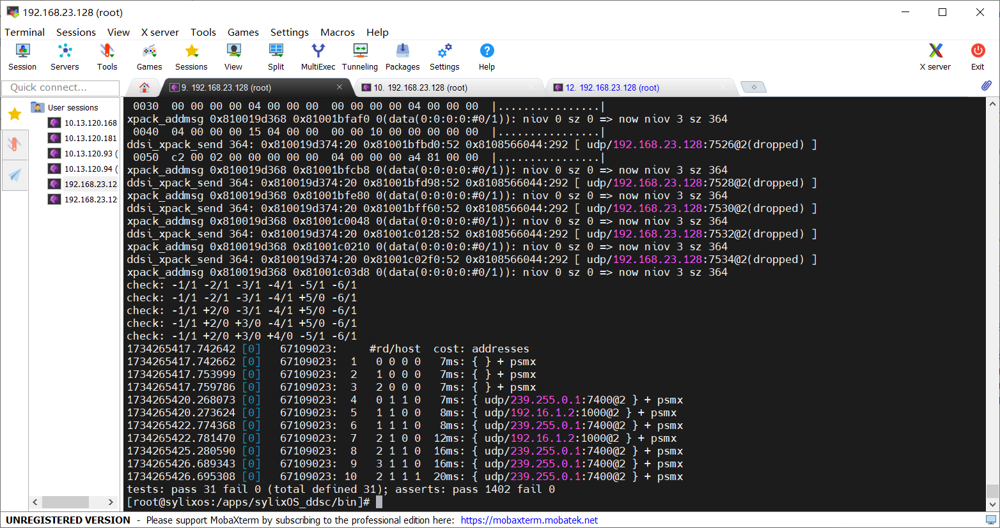 192.168.23.128 (root)
Terminal Sessions View X server Tools Games Settings Macros Help
Session Servers Tools Games Sessions View Split MultiExec Tunneling Packages Settings Help X server Exit
Quick connect... 9. 192.168.23.128 (root) 10. 192.168.23.128 (root) 12. 192.168.23.128 (root)
User sessions
10.13.120.168
10.13.120.181
10.13.120.93 (
10.13.120.94 (
192.168.23.12
192.168.23.12
0030  00 00 00 00 04 00 00 00  00 00 00 00 04 00 00 00  |................|
xpack_addmsg 0x810019d368 0x81001bfaf0 0(data(0:0:0:0:#0/1)): niov 0 sz 0 => now niov 3 sz 364
0040  04 00 00 00 15 04 00 00  00 00 10 00 00 00 00 00  |................|
ddsi_xpack_send 364: 0x810019d374:20 0x81001bfbd0:52 0x8108566044:292 [ udp/192.168.23.128:7526@2(dropped) ]
0050  c2 00 02 00 00 00 00 00  04 00 00 00 a4 81 00 00  |................|
xpack_addmsg 0x810019d368 0x81001bfcb8 0(data(0:0:0:0:#0/1)): niov 0 sz 0 => now niov 3 sz 364
ddsi_xpack_send 364: 0x810019d374:20 0x81001bfd98:52 0x8108566044:292 [ udp/192.168.23.128:7528@2(dropped) ]
xpack_addmsg 0x810019d368 0x81001bfe80 0(data(0:0:0:0:#0/1)): niov 0 sz 0 => now niov 3 sz 364
ddsi_xpack_send 364: 0x810019d374:20 0x81001bff60:52 0x8108566044:292 [ udp/192.168.23.128:7530@2(dropped) ]
xpack_addmsg 0x810019d368 0x81001c0048 0(data(0:0:0:0:#0/1)): niov 0 sz 0 => now niov 3 sz 364
ddsi_xpack_send 364: 0x810019d374:20 0x81001c0128:52 0x8108566044:292 [ udp/192.168.23.128:7532@2(dropped) ]
xpack_addmsg 0x810019d368 0x81001c0210 0(data(0:0:0:0:#0/1)): niov 0 sz 0 => now niov 3 sz 364
ddsi_xpack_send 364: 0x810019d374:20 0x81001c02f0:52 0x8108566044:292 [ udp/192.168.23.128:7534@2(dropped) ]
xpack_addmsg 0x810019d368 0x81001c03d8 0(data(0:0:0:0:#0/1)): niov 0 sz 0 => now niov 3 sz 364
check: -1/1 -2/1 -3/1 -4/1 -5/1 -6/1
check: -1/1 -2/1 -3/1 -4/1 +5/0 -6/1
check: -1/1 +2/0 -3/1 -4/1 +5/0 -6/1
check: -1/1 +2/0 +3/0 -4/1 +5/0 -6/1
check: -1/1 +2/0 +3/0 +4/0 -5/1 -6/1
1734265417.742642 [0]   67109023:     #rd/host  cost: addresses
1734265417.742662 [0]   67109023:  1   0 0 0 0   7ms: { } + psmx
1734265417.753999 [0]   67109023:  2   1 0 0 0   7ms: { } + psmx
1734265417.759786 [0]   67109023:  3   2 0 0 0   7ms: { } + psmx
1734265420.268073 [0]   67109023:  4   0 1 1 0   7ms: { udp/239.255.0.1:7400@2 } + psmx
1734265420.273624 [0]   67109023:  5   1 1 0 0   8ms: { udp/192.16.1.2:1000@2 } + psmx
1734265422.774368 [0]   67109023:  6   1 1 1 0   8ms: { udp/239.255.0.1:7400@2 } + psmx
1734265422.781470 [0]   67109023:  7   2 1 0 0  12ms: { udp/192.16.1.2:1000@2 } + psmx
1734265425.280590 [0]   67109023:  8   2 1 1 0  16ms: { udp/239.255.0.1:7400@2 } + psmx
1734265426.689343 [0]   67109023:  9   3 1 1 0  16ms: { udp/239.255.0.1:7400@2 } + psmx
1734265426.695308 [0]   67109023: 10   2 1 1 1  20ms: { udp/239.255.0.1:7400@2 } + psmx
tests: pass 31 fail 0 (total defined 31); asserts: pass 1402 fail 0
[root@sylixos:/apps/sylixOS_ddsc/bin]#
UNREGISTERED VERSION - Please support MobaXterm by subscribing to the professional edition here: https://mobaxterm.mobatek.net